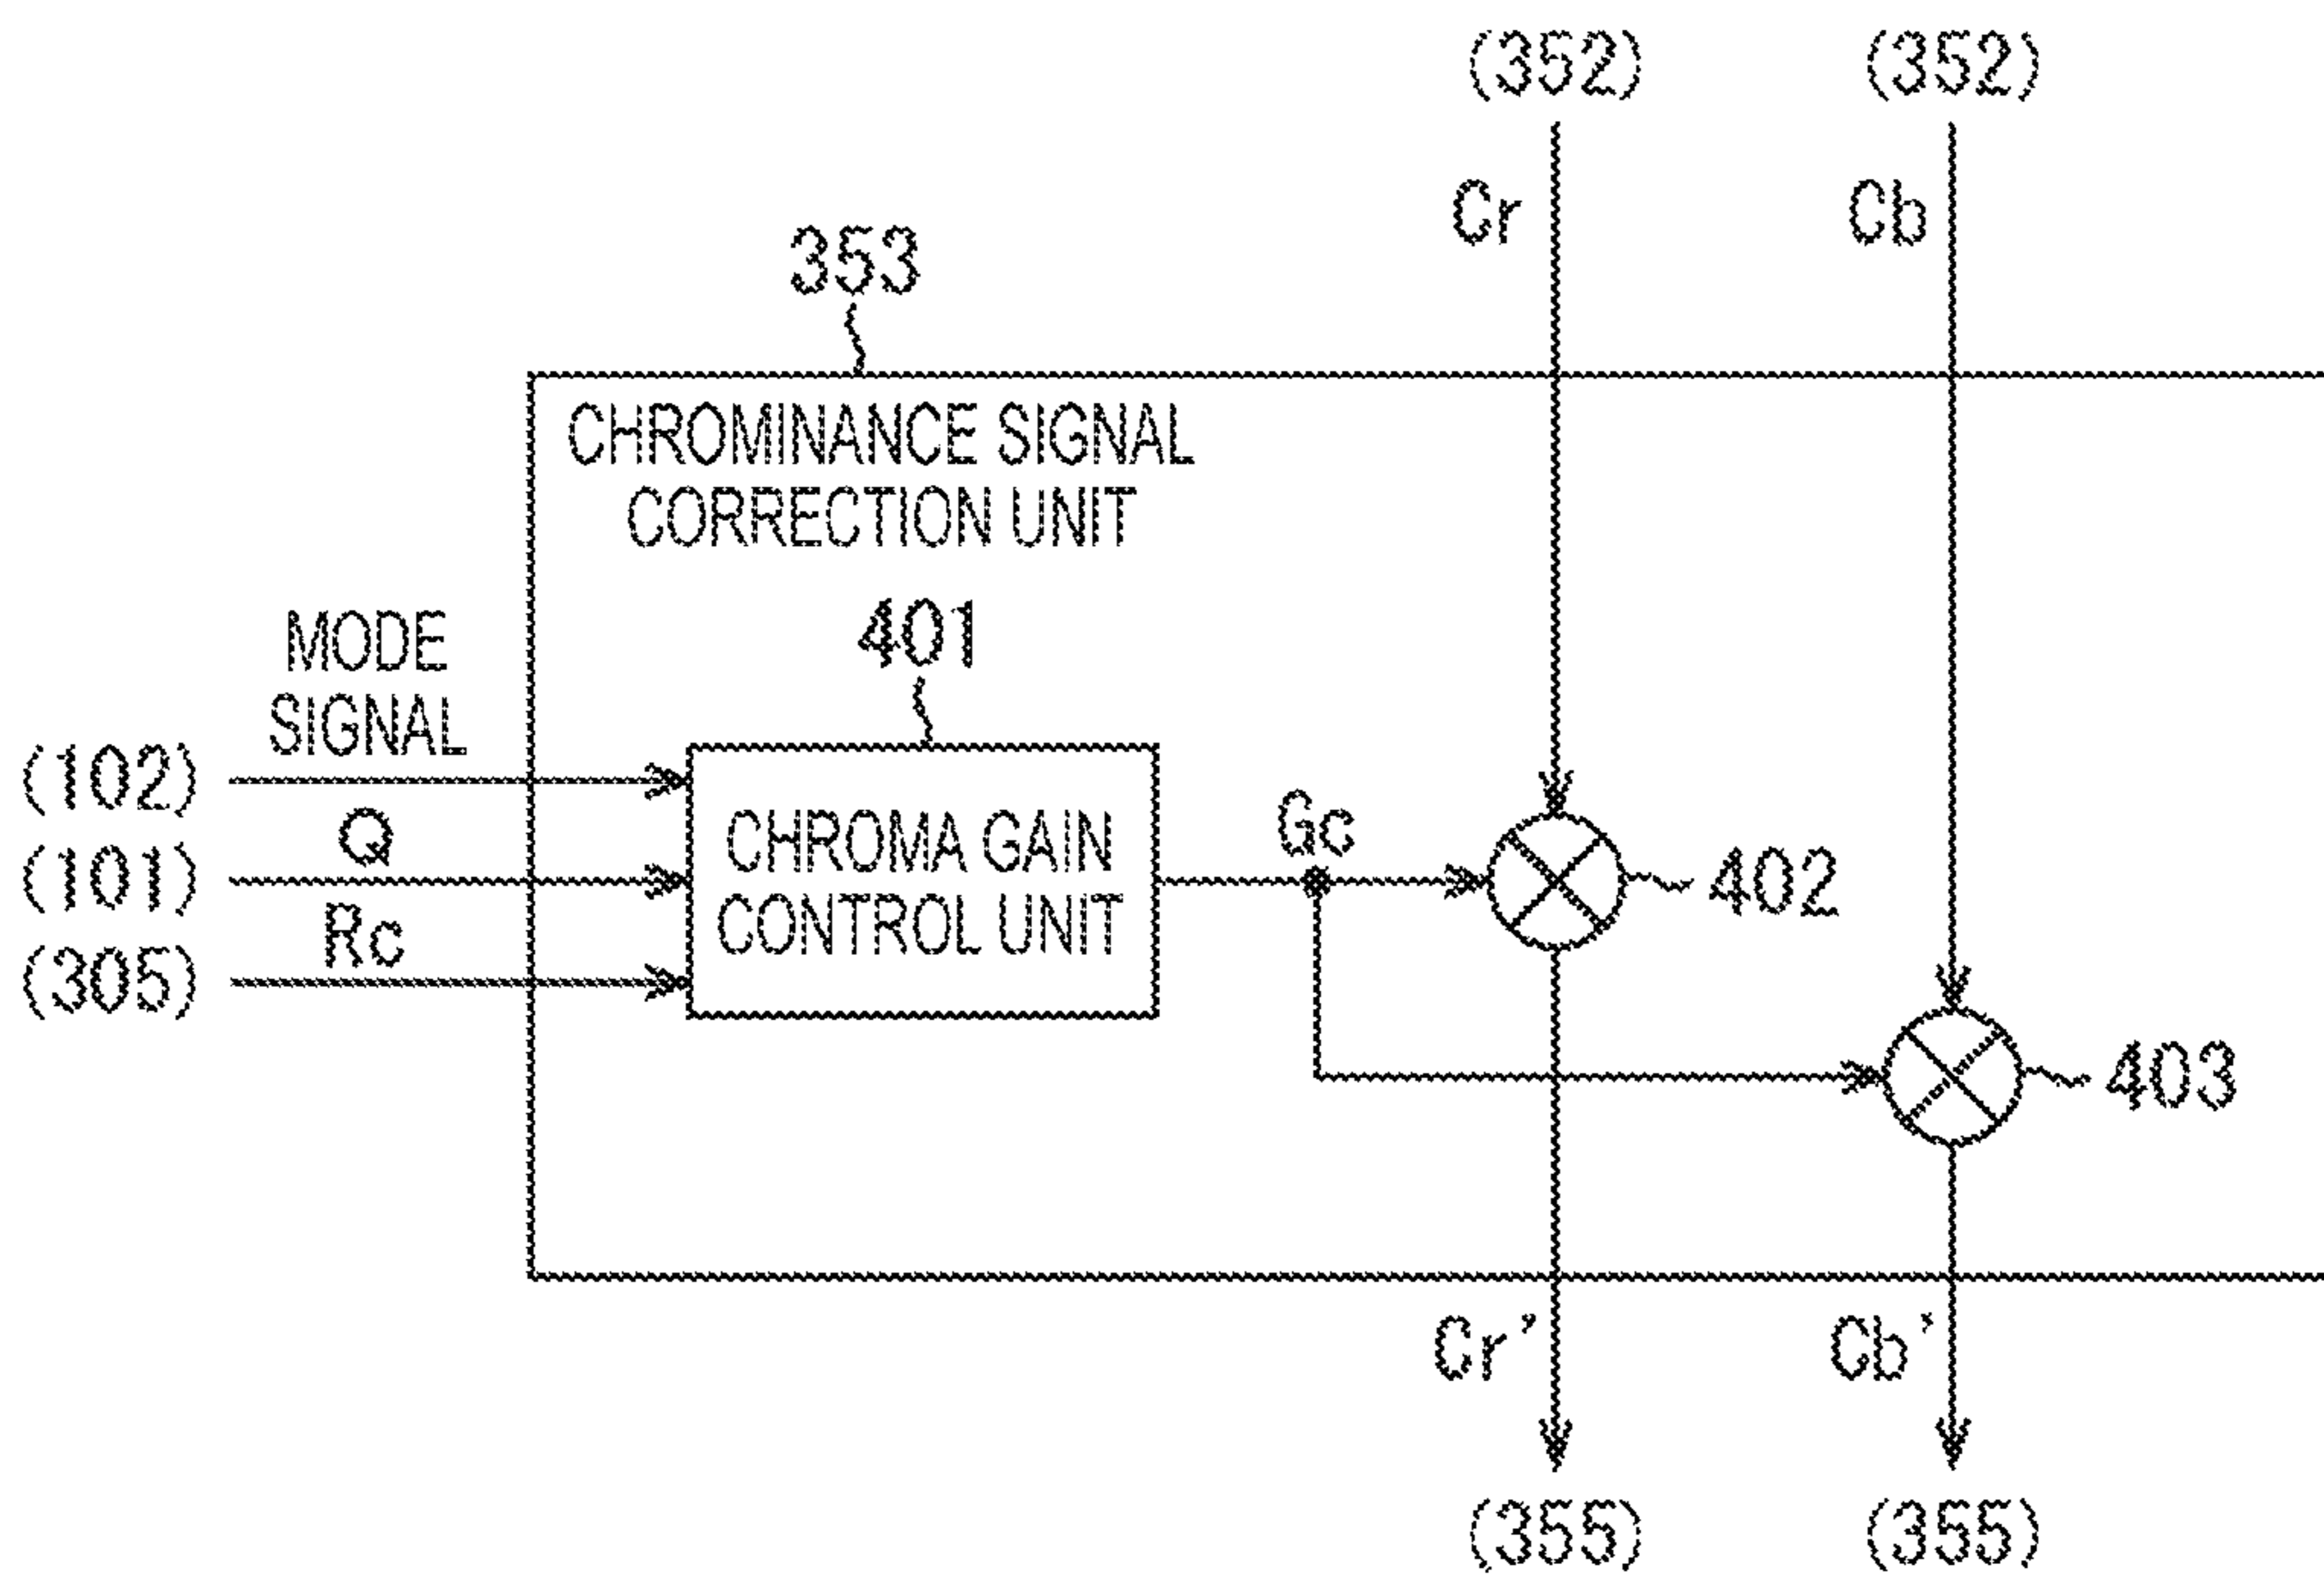 (352) (352)
Cr Cb
353
CHROMINANCE SIGNAL
CORRECTION UNIT
401
MODE
SIGNAL
(102)
Q
(101)
Rc
(305)
CHROMA GAIN
CONTROL UNIT
Gc
402
403
Cr' Cb'
(355) (355)